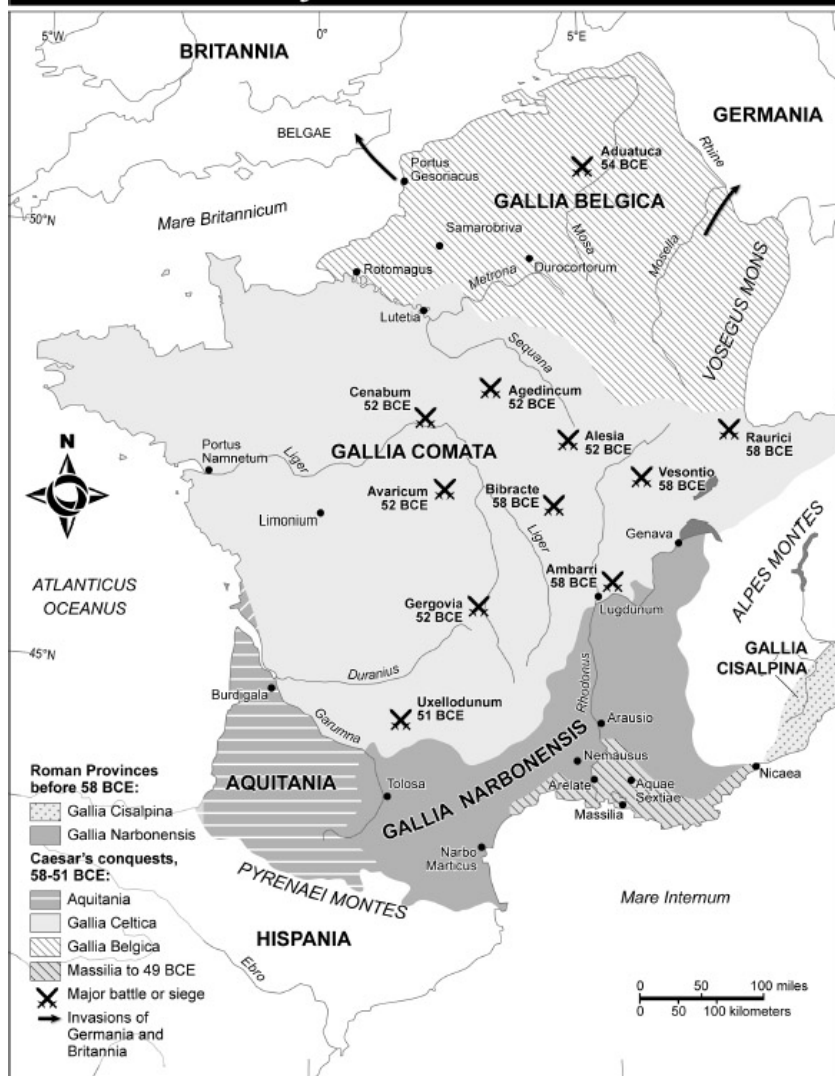 5°W
0°
5°E
BRITANNIA
GERMANIA
BELGAE
Portus
Gesoriacus
Aduatuca
54 BCE
Rhine
GALLIA BELGICA
50°N
Mare Britannicum
Samarobriva
Mosa
Mosella
Rotomagus
Metrona
Durocortorum
VOSEGUS MONS
Lutetia
Sequana
Cenabum
52 BCE
Agedincum
52 BCE
N
Portus
Namnetum
Liger
GALLIA COMATA
Alesia
52 BCE
Raurici
58 BCE
Vesontio
58 BCE
Avaricum
52 BCE
Bibracte
58 BCE
Limonium
Liger
Genava
ATLANTICUS
OCEANUS
Ambarri
58 BCE
ALPES MONTES
Gergovia
52 BCE
Lugdunum
45°N
GALLIA
CISALPINA
Duranius
Burdigala
Rhodonus
Garumna
Uxellodunum
51 BCE
Arausio
Nemausus
AQUITANIA
Tolosa
GALLIA NARBONENSIS
Arelate
Aquae
Sextiae
Nicaea
Massilia
Narbo
Marticus
PYRENAEI MONTES
Mare Internum
HISPANIA
Ebro
Roman Provinces
before 58 BCE:
Gallia Cisalpina
Gallia Narbonensis
Caesar's conquests,
58-51 BCE:
Aquitania
Gallia Celtica
Gallia Belgica
Massilia to 49 BCE
Major battle or siege
Invasions of
Germania and
Britannia
0 50 100 miles
0 50 100 kilometers